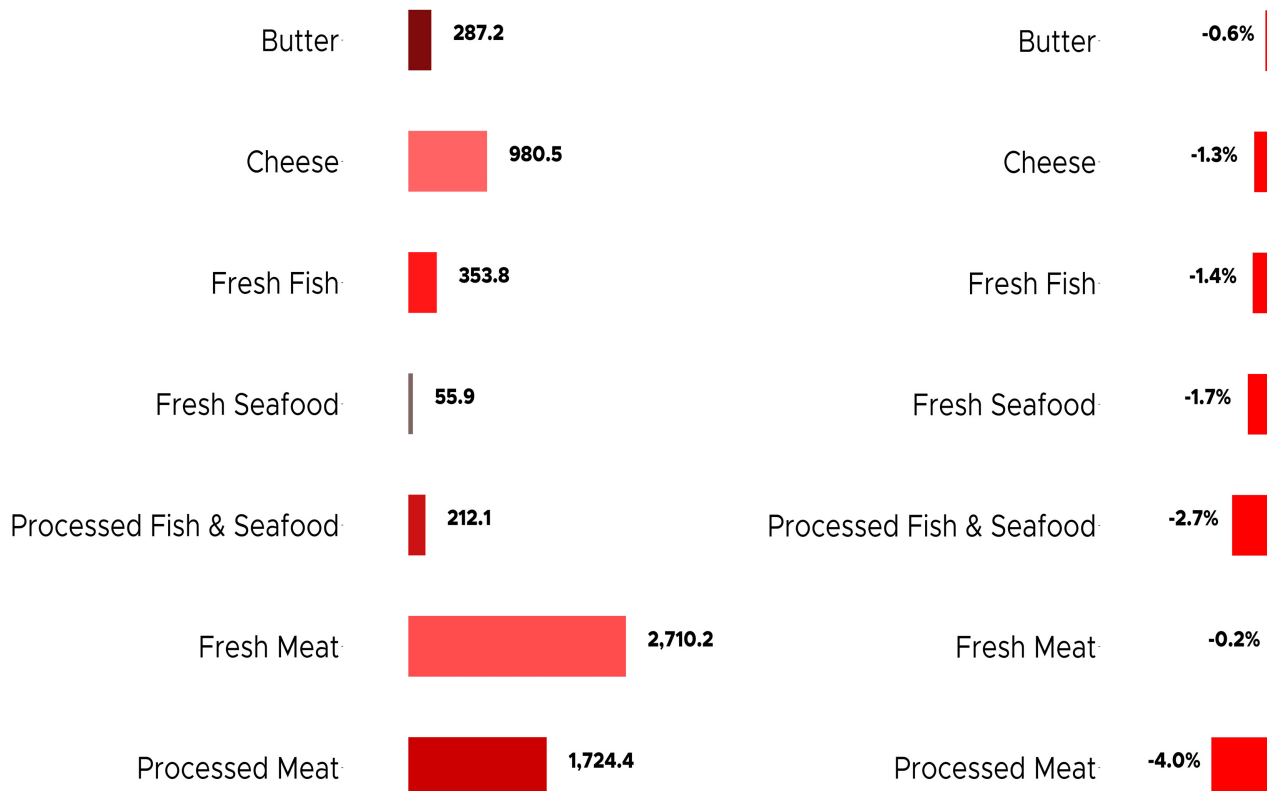 Butter 287.2 Butter -0.6%
Cheese 980.5 Cheese -1.3%
Fresh Fish 353.8 Fresh Fish -1.4%
Fresh Seafood 55.9 Fresh Seafood -1.7%
Processed Fish & Seafood 212.1 Processed Fish & Seafood -2.7%
Fresh Meat 2,710.2 Fresh Meat -0.2%
Processed Meat 1,724.4 Processed Meat -4.0%